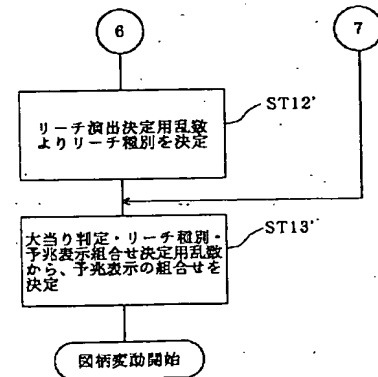 6
7
ST12'
リーチ演出決定用乱数
よりリーチ種別を決定
ST13'
大当り判定・リーチ種別・
予兆表示組合せ決定用乱数
から、予兆表示の組合せを
決定
図柄変動開始